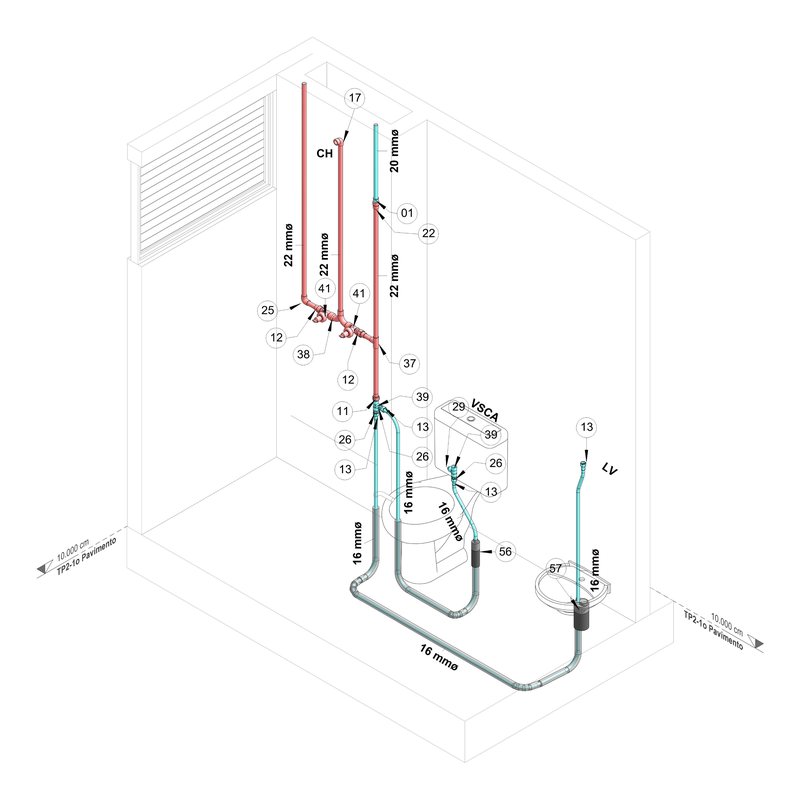 17
CH
20 mmø
01
22
22 mmø
22 mmø
22 mmø
41
41
25
12
38
12
37
39
11
13
26
26
13
29
VSCA
39
26
13
13
LV
16 mmø
16 mmø
16 mmø
56
57
16 mmø
16 mmø
10.000 cm
TP2-1o Pavimento
10.000 cm
TP2-1o Pavimento